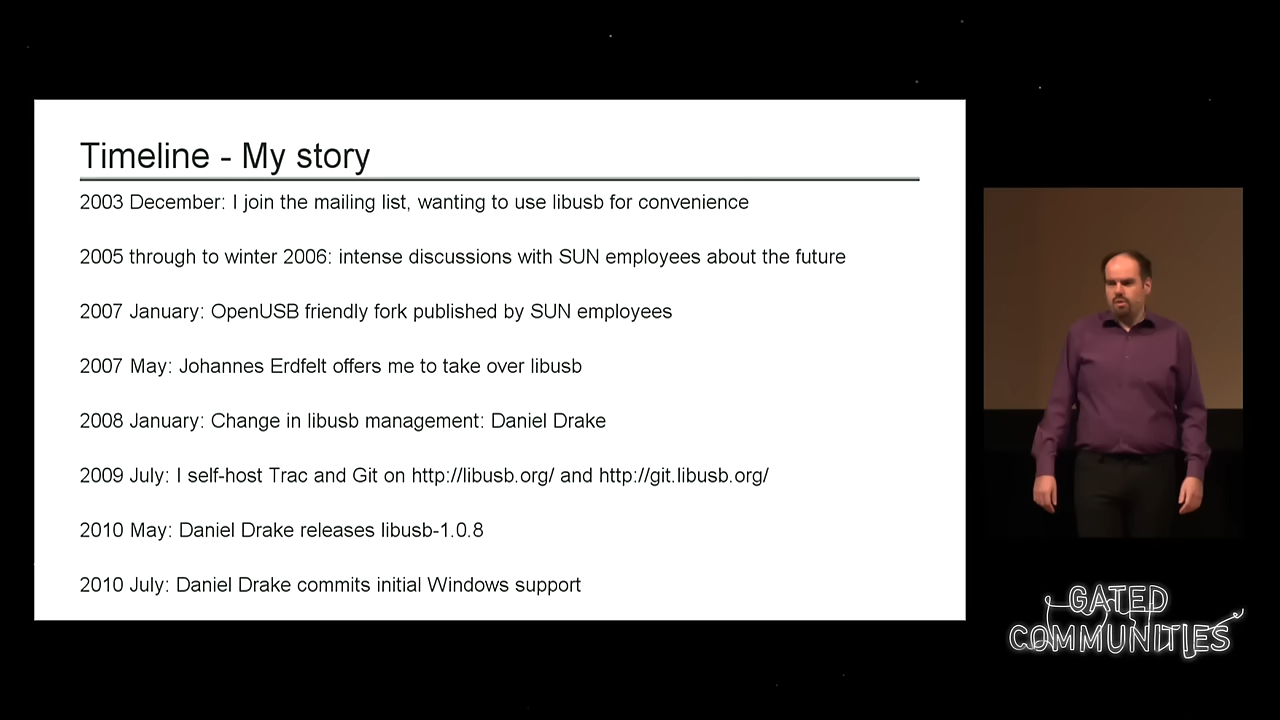 Timeline - My story
2003 December: I join the mailing list, wanting to use libusb for convenience
2005 through to winter 2006: intense discussions with SUN employees about the future
2007 January: OpenUSB friendly fork published by SUN employees
2007 May: Johannes Erdfelt offers me to take over libusb
2008 January: Change in libusb management: Daniel Drake
2009 July: I self-host Trac and Git on http://libusb.org/ and http://git.libusb.org/
2010 May: Daniel Drake releases libusb-1.0.8
2010 July: Daniel Drake commits initial Windows support
GATED
COMMUNITIES